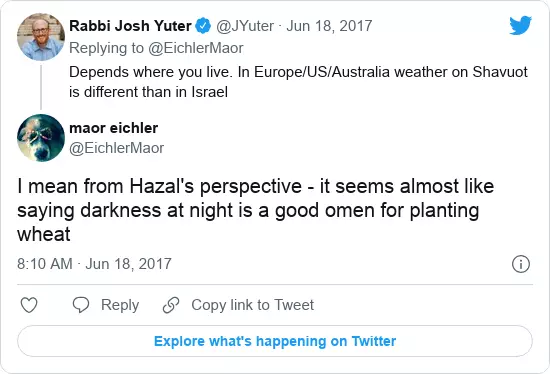 Rabbi Josh Yuter @JYuter · Jun 18, 2017
Replying to @EichlerMaor
Depends where you live. In Europe/US/Australia weather on Shavuot
is different than in Israel
maor eichler
@EichlerMaor
I mean from Hazal's perspective - it seems almost like
saying darkness at night is a good omen for planting
wheat
8:10 AM · Jun 18, 2017
Reply
Copy link to Tweet
Explore what's happening on Twitter